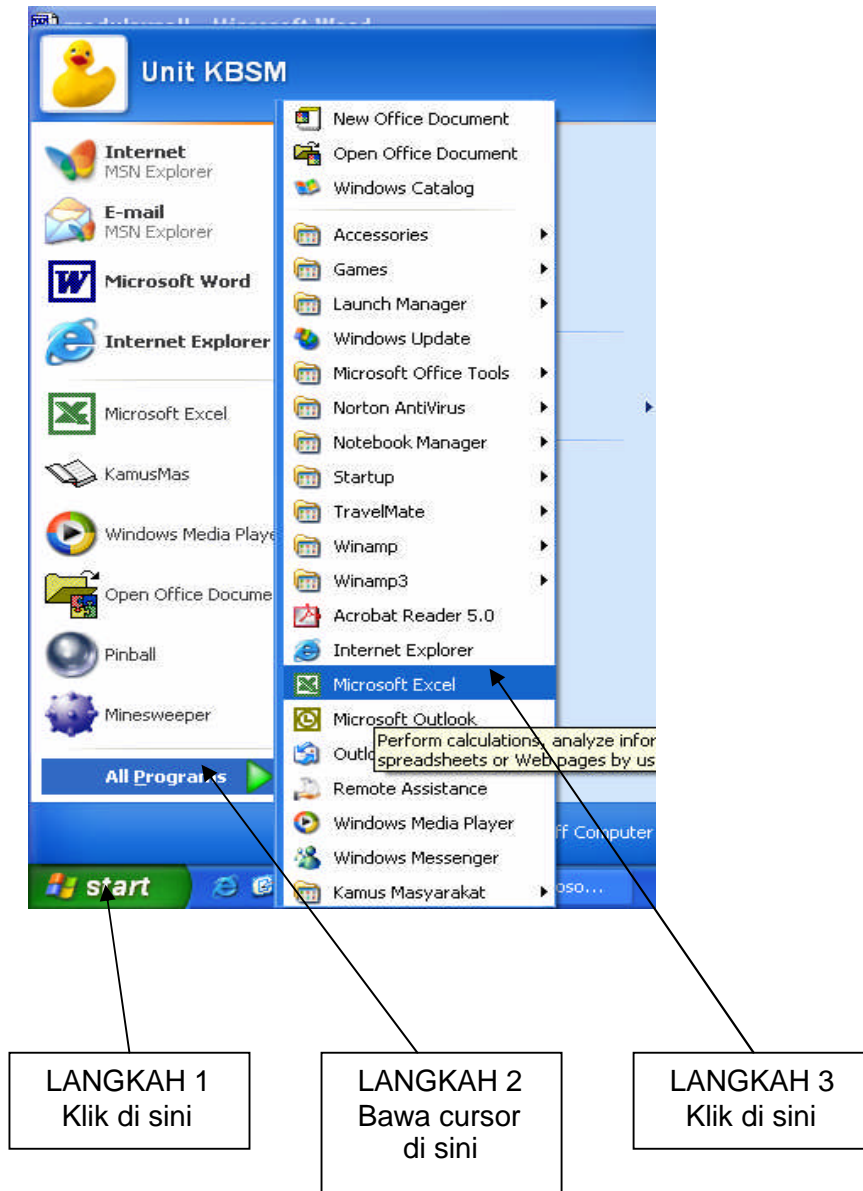 Microsoft Word
Unit KBSM
Internet
MSN Explorer
E-mail
MSN Explorer
Microsoft Word
Internet Explorer
Microsoft Excel
KamusMas
Windows Media Playe
Open Office Docume
Pinball
Minesweeper
All Programs
New Office Document
Open Office Document
Windows Catalog
Accessories
Games
Launch Manager
Windows Update
Microsoft Office Tools
Norton AntiVirus
Notebook Manager
Startup
TravelMate
Winamp
Winamp3
Acrobat Reader 5.0
Internet Explorer
Microsoft Excel
Microsoft Outlook
Outlo
Perform calculations, analyze infor
spreadsheets or Web pages by us
Remote Assistance
Windows Media Player
Windows Messenger
Kamus Masyarakat
ff Computer
start
oso...
LANGKAH 1
Klik di sini
LANGKAH 2
Bawa cursor
di sini
LANGKAH 3
Klik di sini